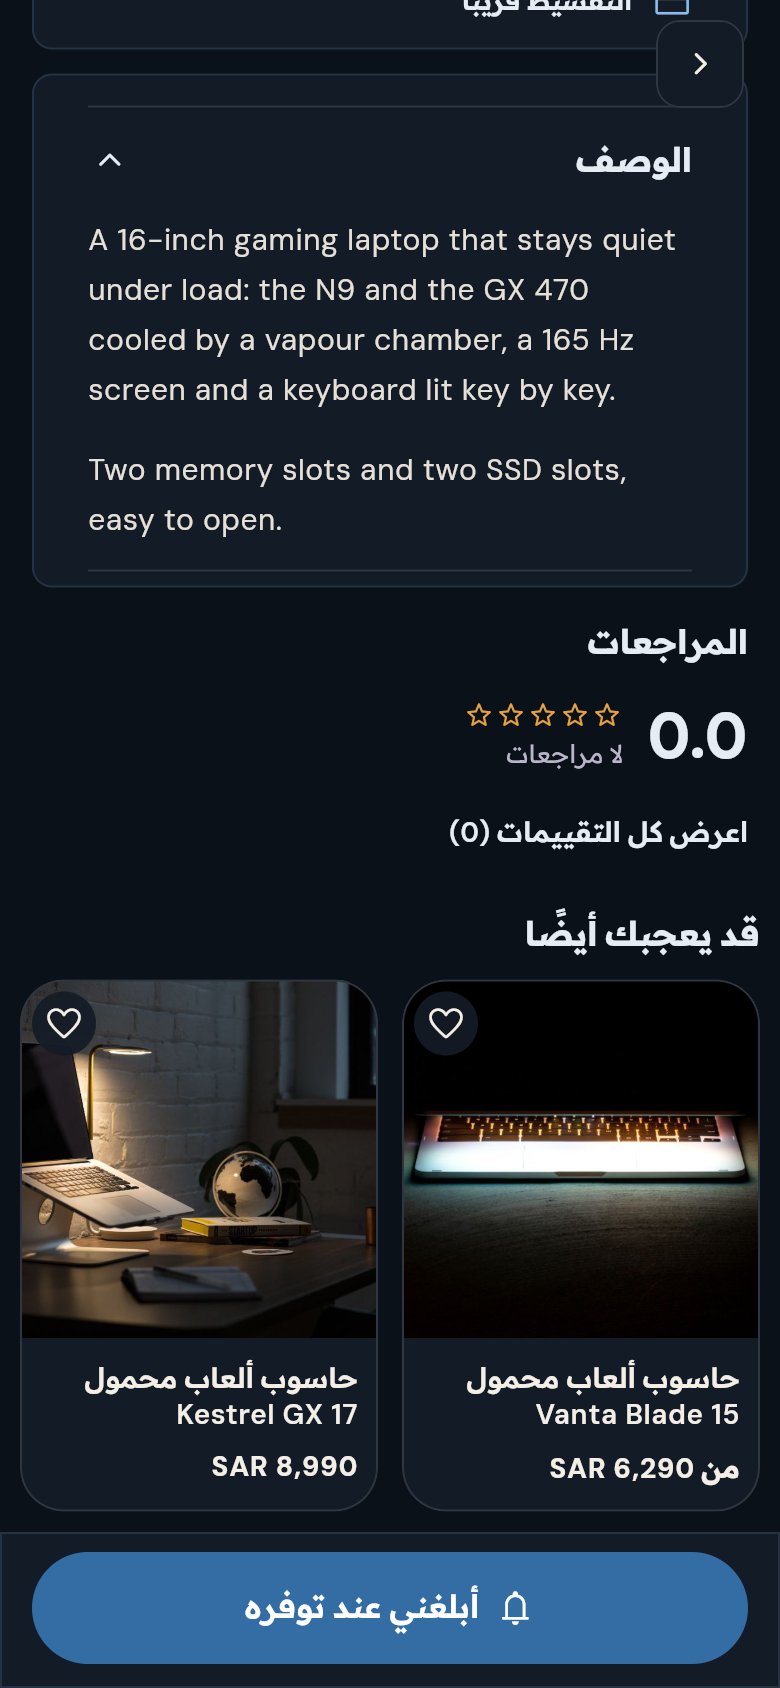 التقسيط قريبا
الوصف
A 16-inch gaming laptop that stays quiet
under load: the N9 and the GX 470
cooled by a vapour chamber, a 165 Hz
screen and a keyboard lit key by key.
Two memory slots and two SSD slots,
easy to open.
المراجعات
0.0
لا مراجعات
اعرض كل التقييمات (0)
قد يعجبك أيضًا
حاسوب ألعاب محمول
Vanta Blade 15
من SAR 6,290
حاسوب ألعاب محمول
Kestrel GX 17
SAR 8,990
أبلغني عند توفره